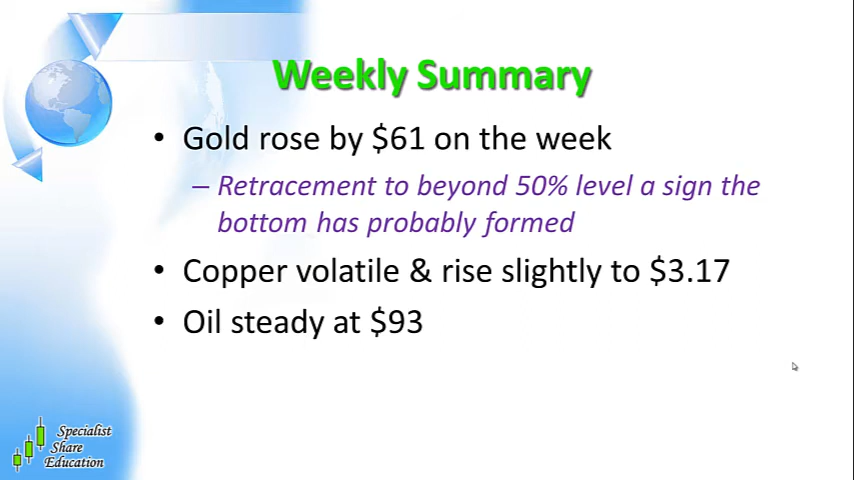 Weekly Summary
• Gold rose by $61 on the week
– Retracement to beyond 50% level a sign the
bottom has probably formed
• Copper volatile & rise slightly to $3.17
• Oil steady at $93
Specialist
Share
Education